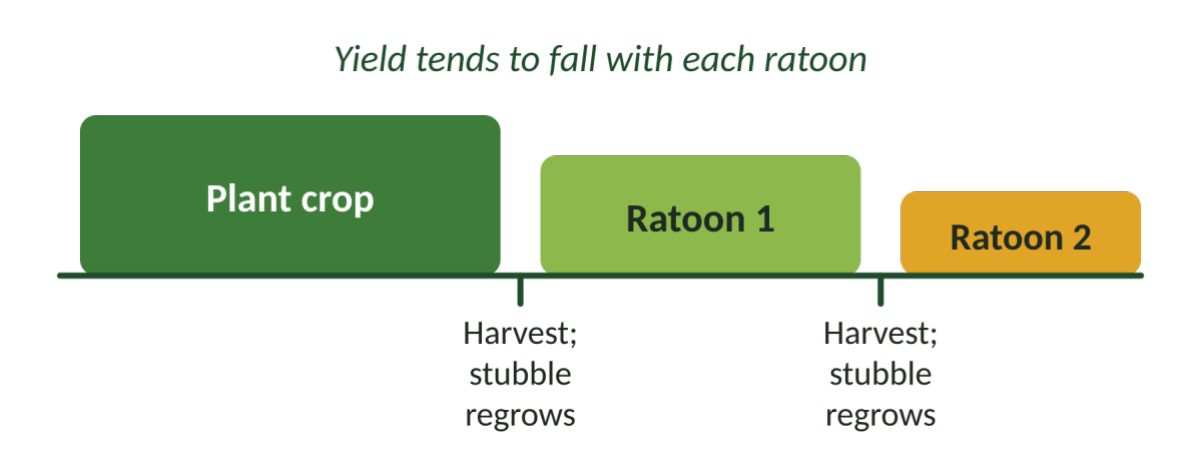 Yield tends to fall with each ratoon
Plant crop
Ratoon 1
Ratoon 2
Harvest;
stubble
regrows
Harvest;
stubble
regrows